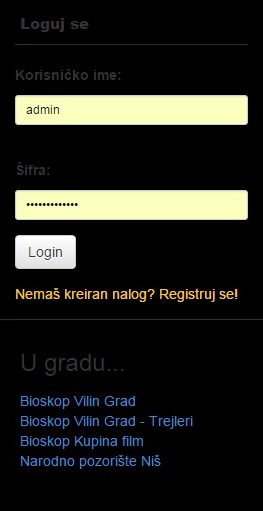 Loguj se
Korisničko ime:
admin
Šifra:
•••••••••••••
Login
Nemaš kreiran nalog? Registruj se!
U gradu...
Bioskop Vilin Grad
Bioskop Vilin Grad - Trejleri
Bioskop Kupina film
Narodno pozorište Niš